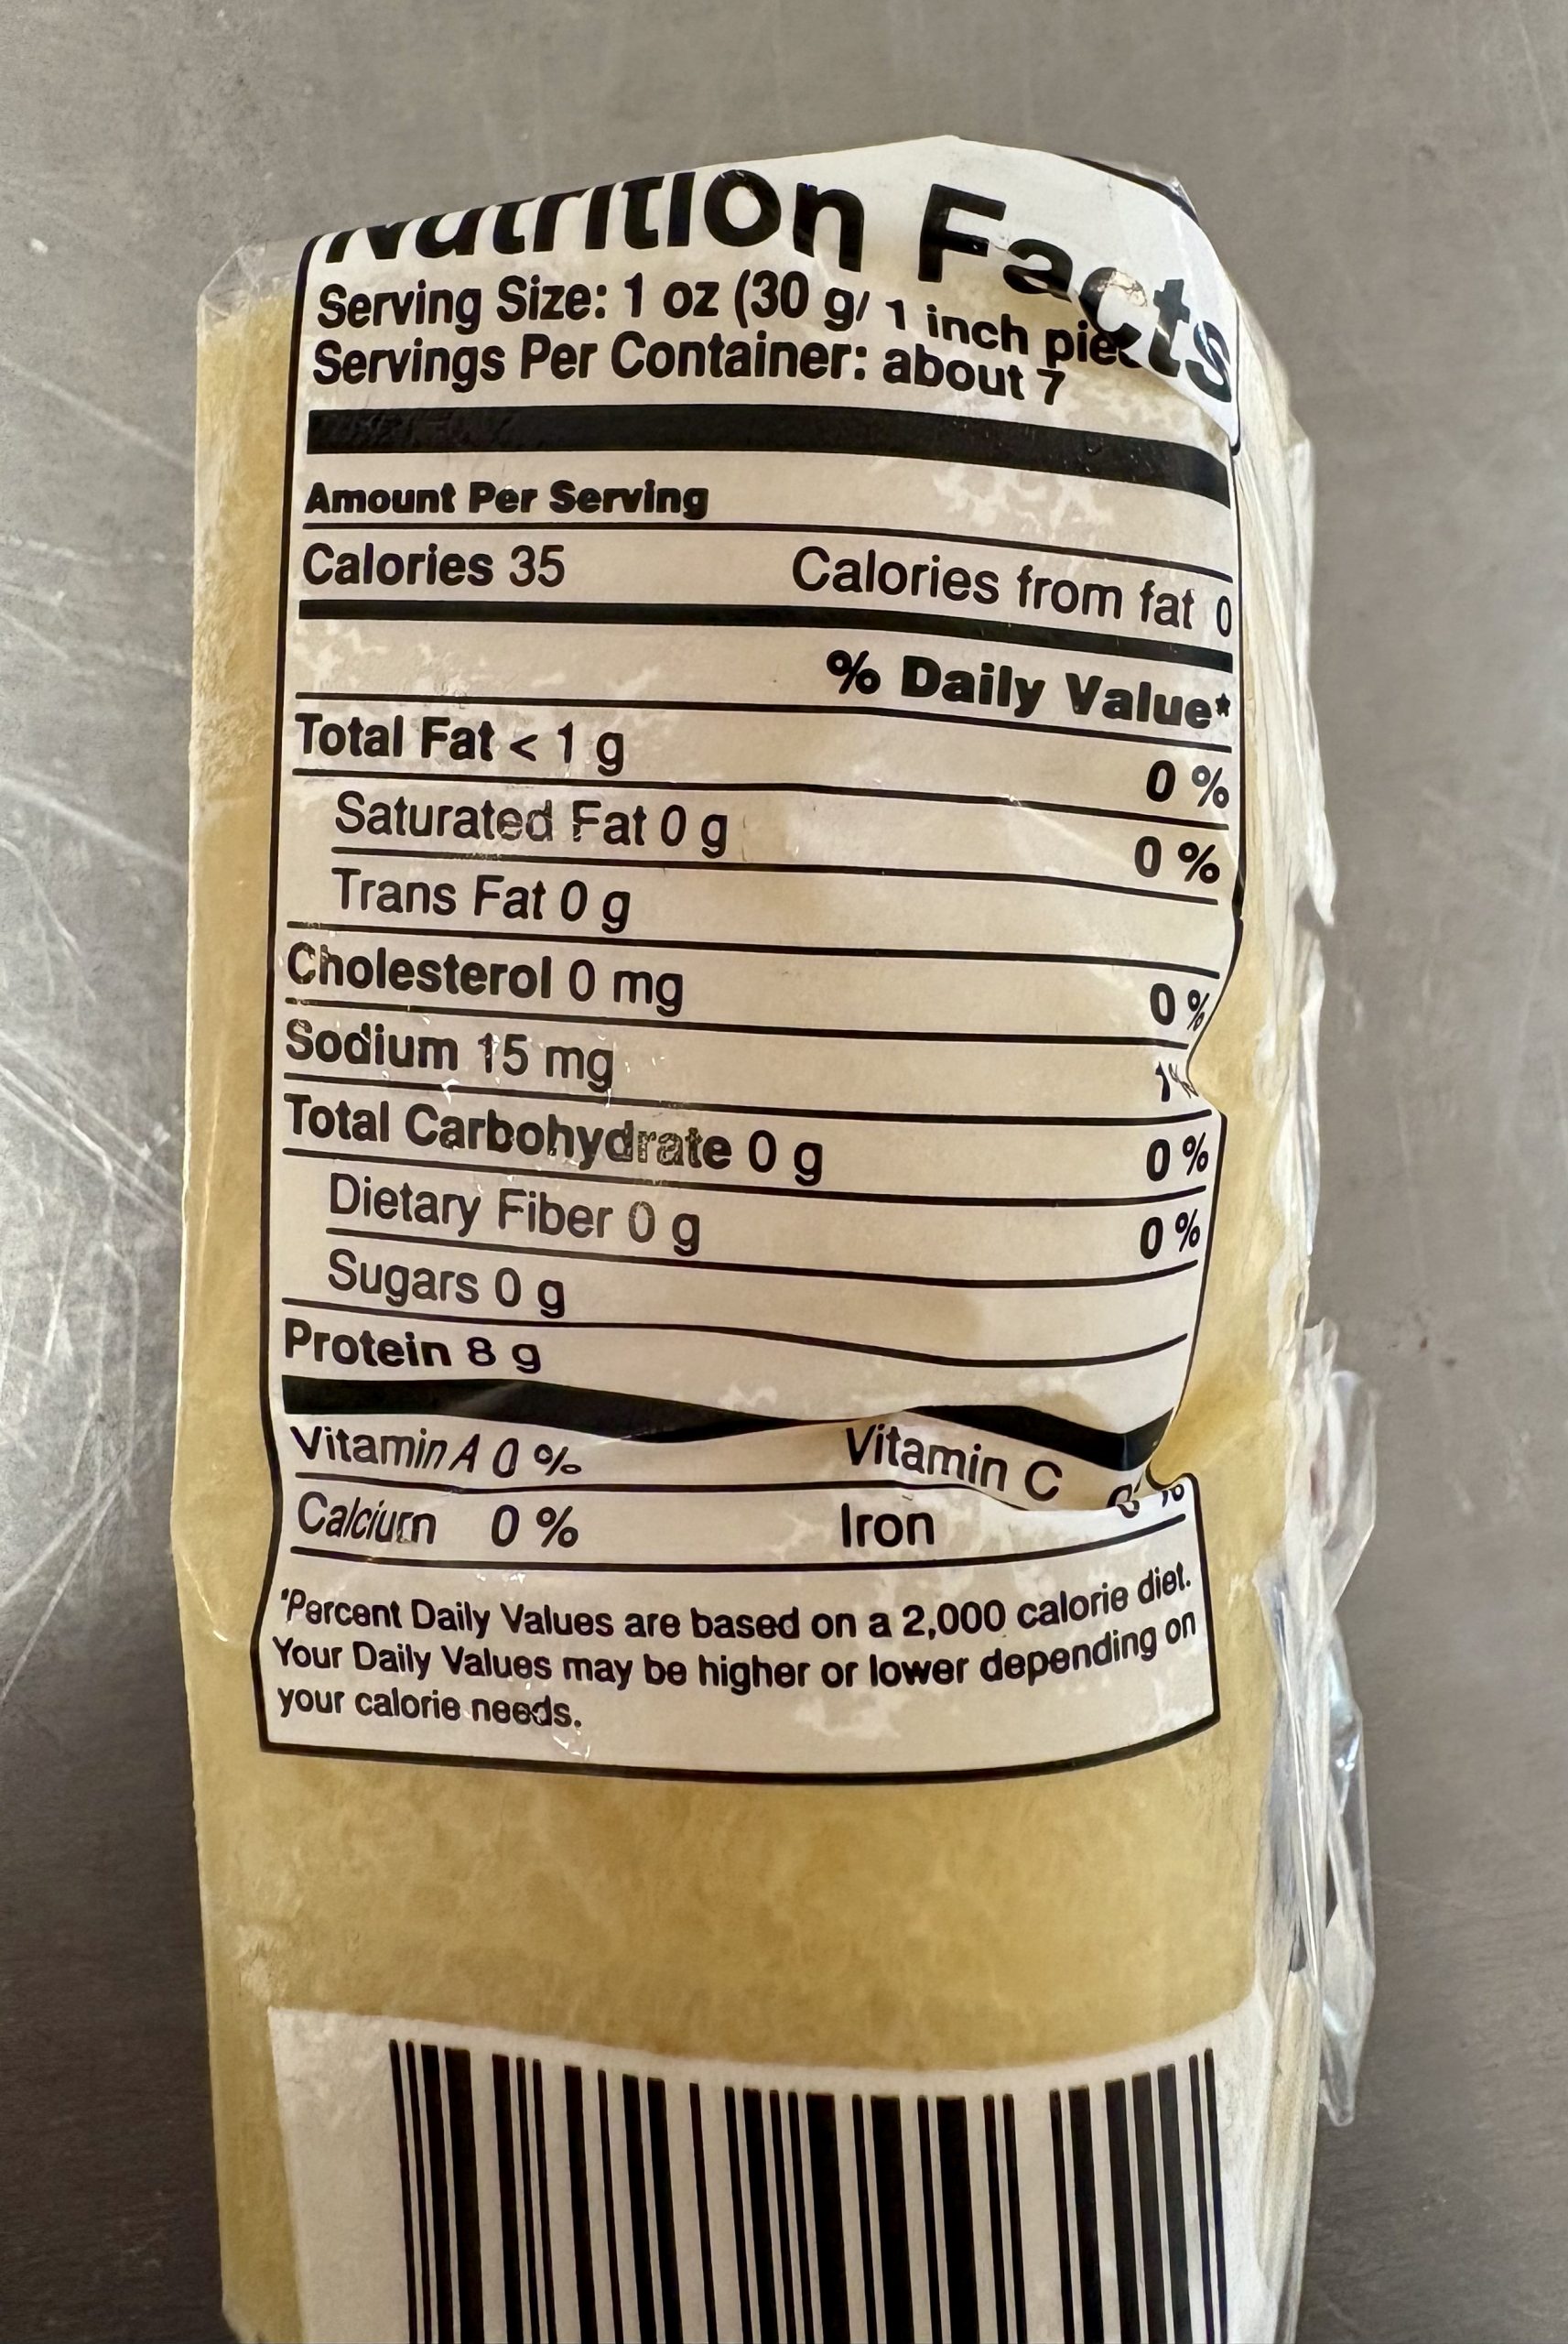 Nutrition Facts
Serving Size: 1 oz (30 g/ 1 inch
Servings Per Container: about 7
Amount Per Serving
Calories 35 Calories from fat 0
% Daily Value*
Total Fat < 1 g 0 %
Saturated Fat 0 g 0 %
Trans Fat 0 g
Cholesterol 0 mg 0 %
Sodium 15 mg 1%
Total Carbohydrate 0 g 0 %
Dietary Fiber 0 g 0 %
Sugars 0 g
Protein 8 g
Vitamin A 0 % Vitamin C
Calcium 0 % Iron
*Percent Daily Values are based on a 2,000 calorie diet.
Your Daily Values may be higher or lower depending on
your calorie needs.